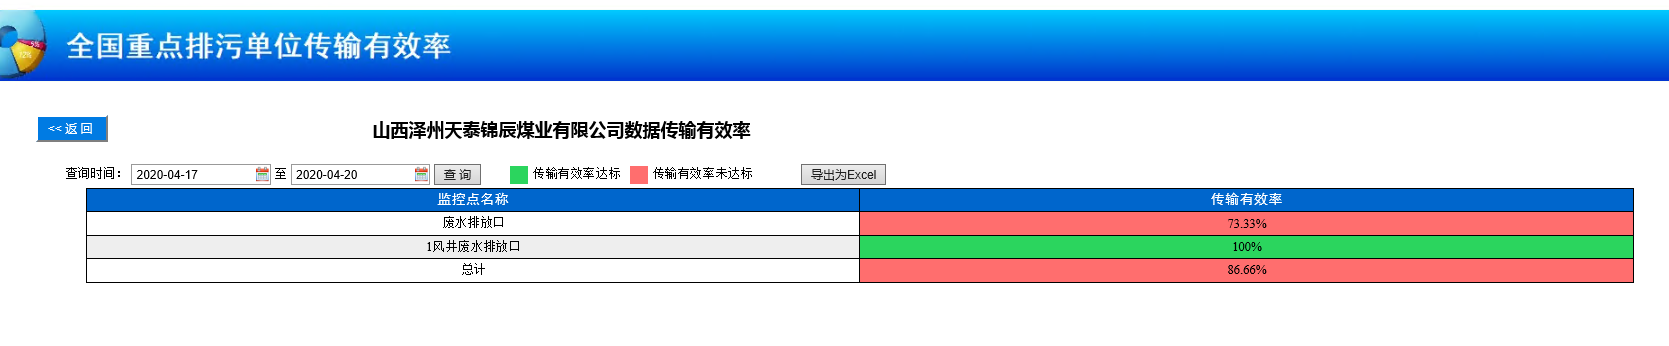 全国重点排污单位传输有效率
5%
12%
<< 返回
山西泽州天泰锦辰煤业有限公司数据传输有效率
查询时间： 2020-04-17 至 2020-04-20 查询 传输有效率达标 传输有效率未达标 导出为Excel
监控点名称 传输有效率
废水排放口 73.33%
1风井废水排放口 100%
总计 86.66%